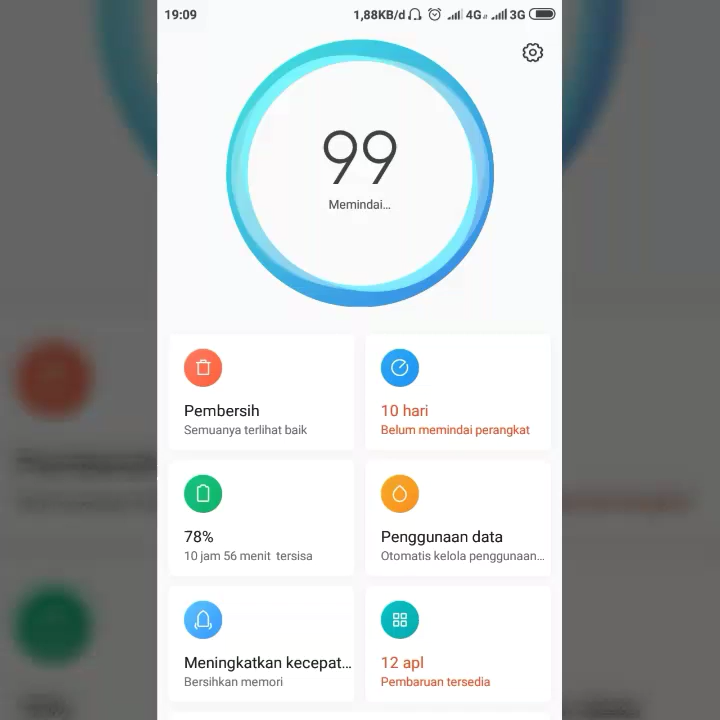 19:09
1,88KB/d 4G 3G
99
Memindai...
Pembersih
Semuanya terlihat baik
10 hari
Belum memindai perangkat
78%
10 jam 56 menit tersisa
Penggunaan data
Otomatis kelola penggunaan...
Meningkatkan kecepat...
Bersihkan memori
12 apl
Pembaruan tersedia